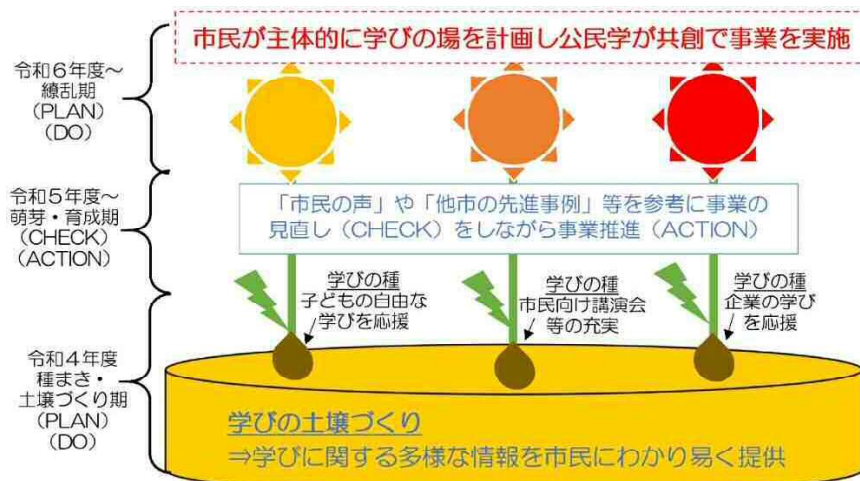 市民が主体的に学びの場を計画し公民学が共創で事業を実施
令和6年度～
繚乱期
(PLAN)
(DO)
令和5年度～
萌芽・育成期
(CHECK)
(ACTION)
「市民の声」や「他市の先進事例」等を参考に事業の
見直し（CHECK）をしながら事業推進（ACTION）
学びの種
子どもの自由な
学びを応援
学びの種
市民向け講演会
等の充実
学びの種
企業の学び
を応援
令和4年度
種まき・
土壌づくり期
(PLAN)
(DO)
学びの土壌づくり
⇒学びに関する多様な情報を市民にわかり易く提供